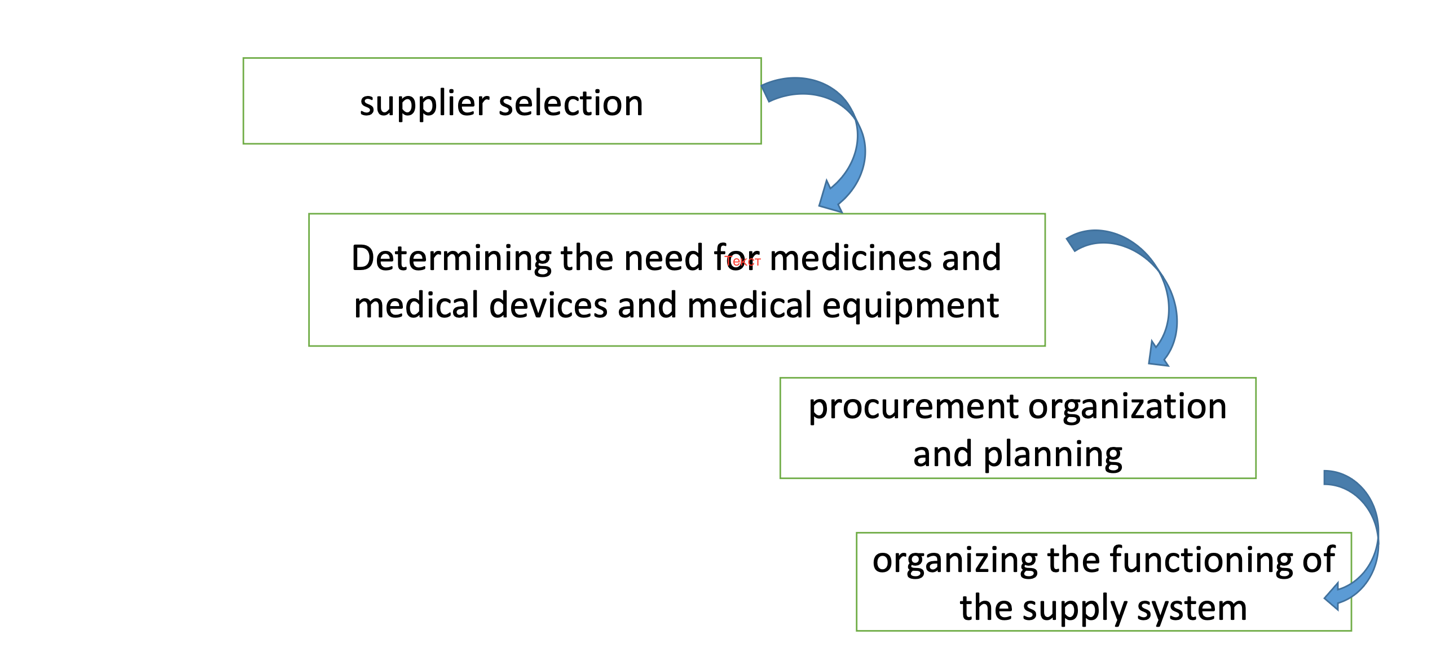 supplier selection
Determining the need for medicines and
Текст
medical devices and medical equipment
procurement organization
and planning
organizing the functioning of
the supply system